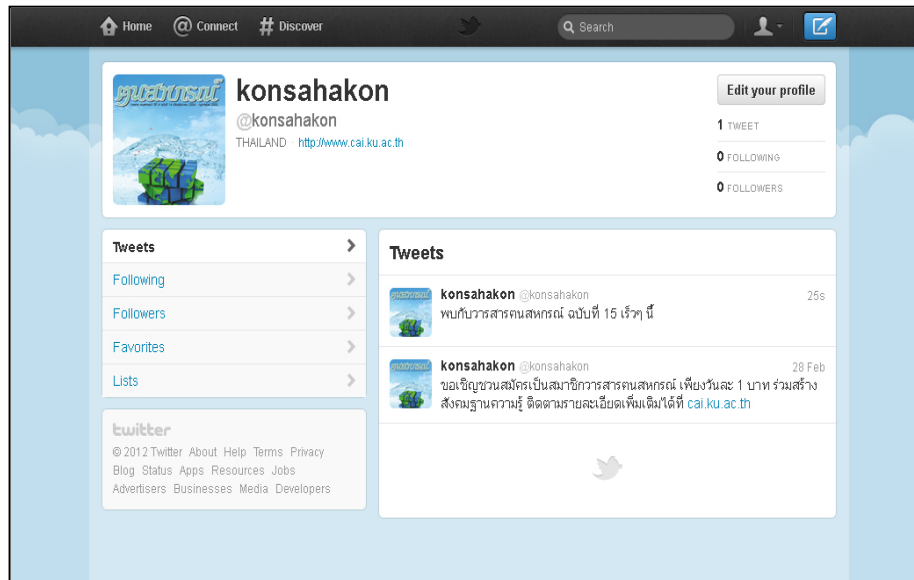 Home Connect Discover Search
konsahakon
@konsahakon
THAILAND http://www.cai.ku.ac.th
Edit your profile
1 TWEET
0 FOLLOWING
0 FOLLOWERS
Tweets
Following
Followers
Favorites
Lists
twitter
© 2012 Twitter About Help Terms Privacy
Blog Status Apps Resources Jobs
Advertisers Businesses Media Developers
Tweets
konsahakon @konsahakon 25s
พบกับวารสารฅนสหกรณ์ ฉบับที่ 15 เร็วๆ นี้
konsahakon @konsahakon 28 Feb
ขอเชิญชวนสมัครเป็นสมาชิกวารสารฅนสหกรณ์ เพียงวันละ 1 บาท ร่วมสร้าง
สังคมฐานความรู้ ติดตามรายละเอียดเพิ่มเติมได้ที่ cai.ku.ac.th